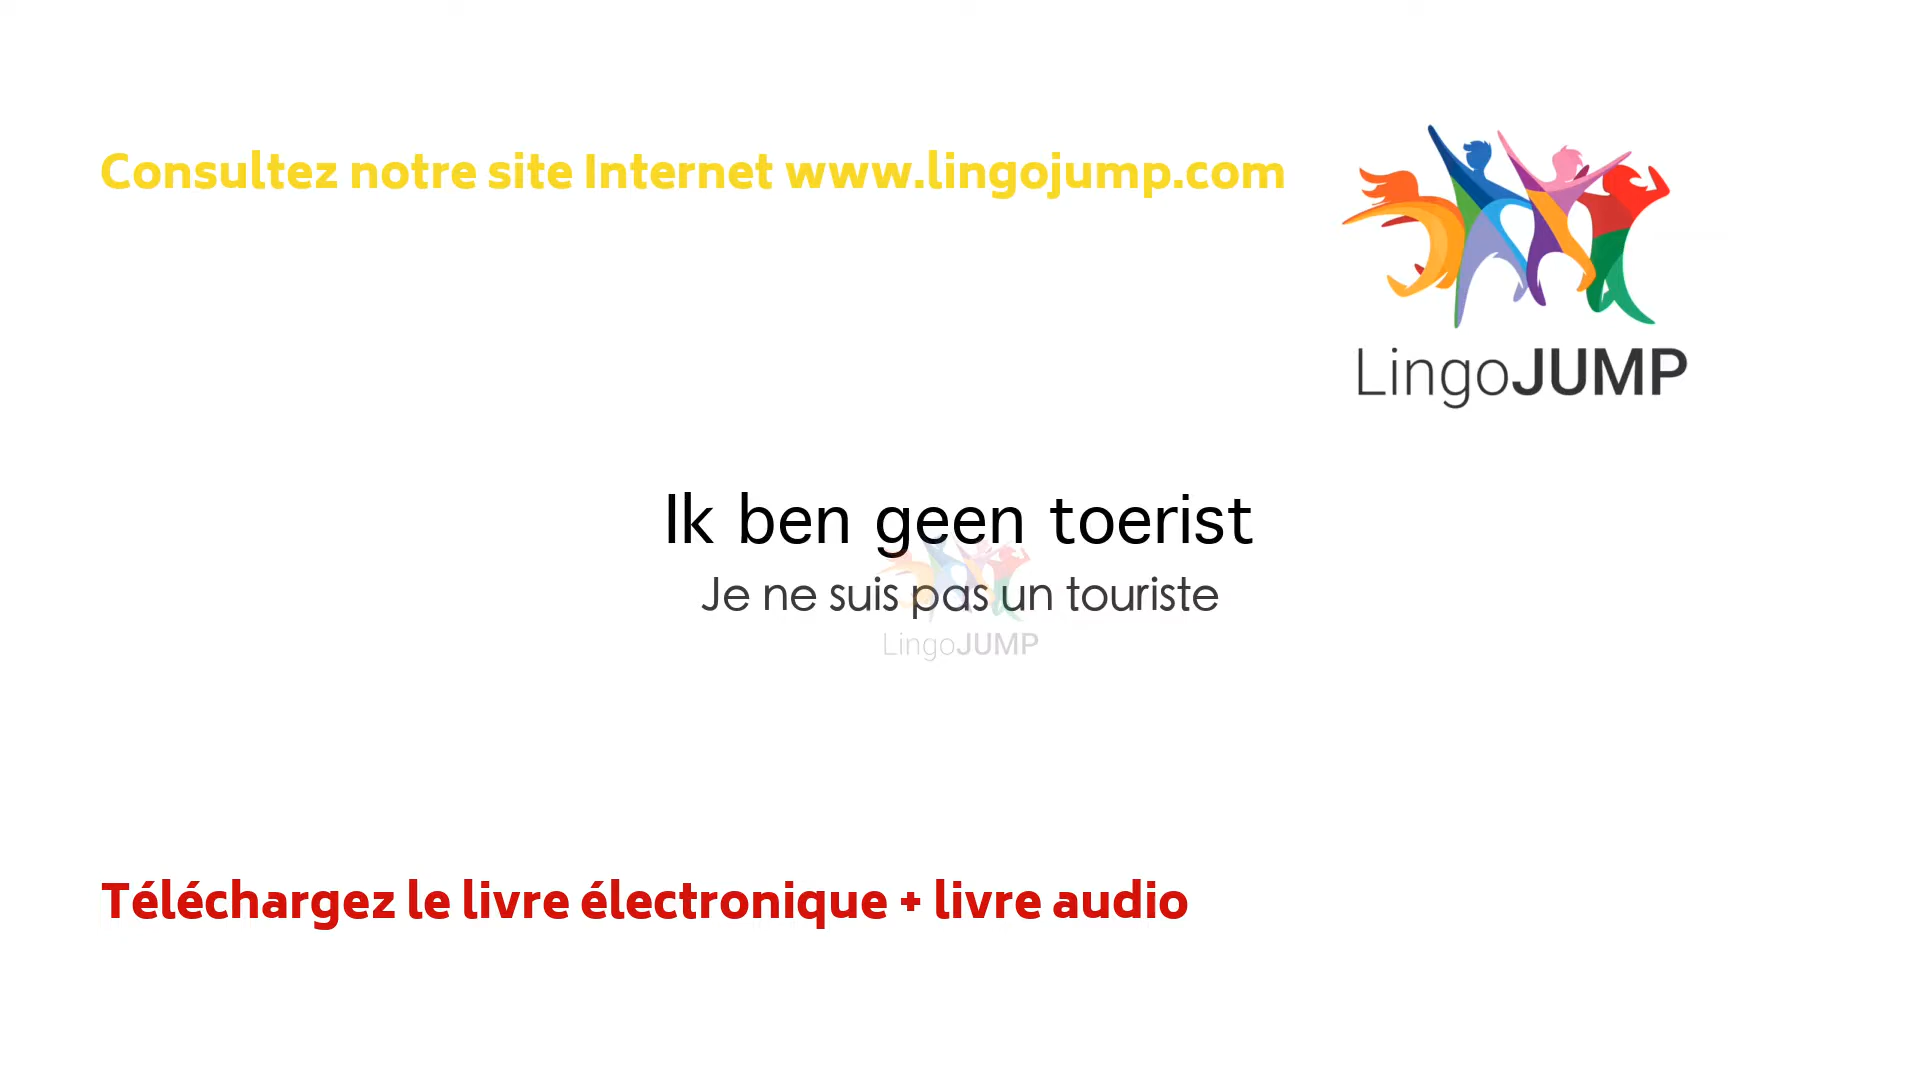 Consultez notre site Internet www.lingojump.com
LingoJUMP
Ik ben geen toerist
Je ne suis pas un touriste
LingoJUMP
Téléchargez le livre électronique + livre audio